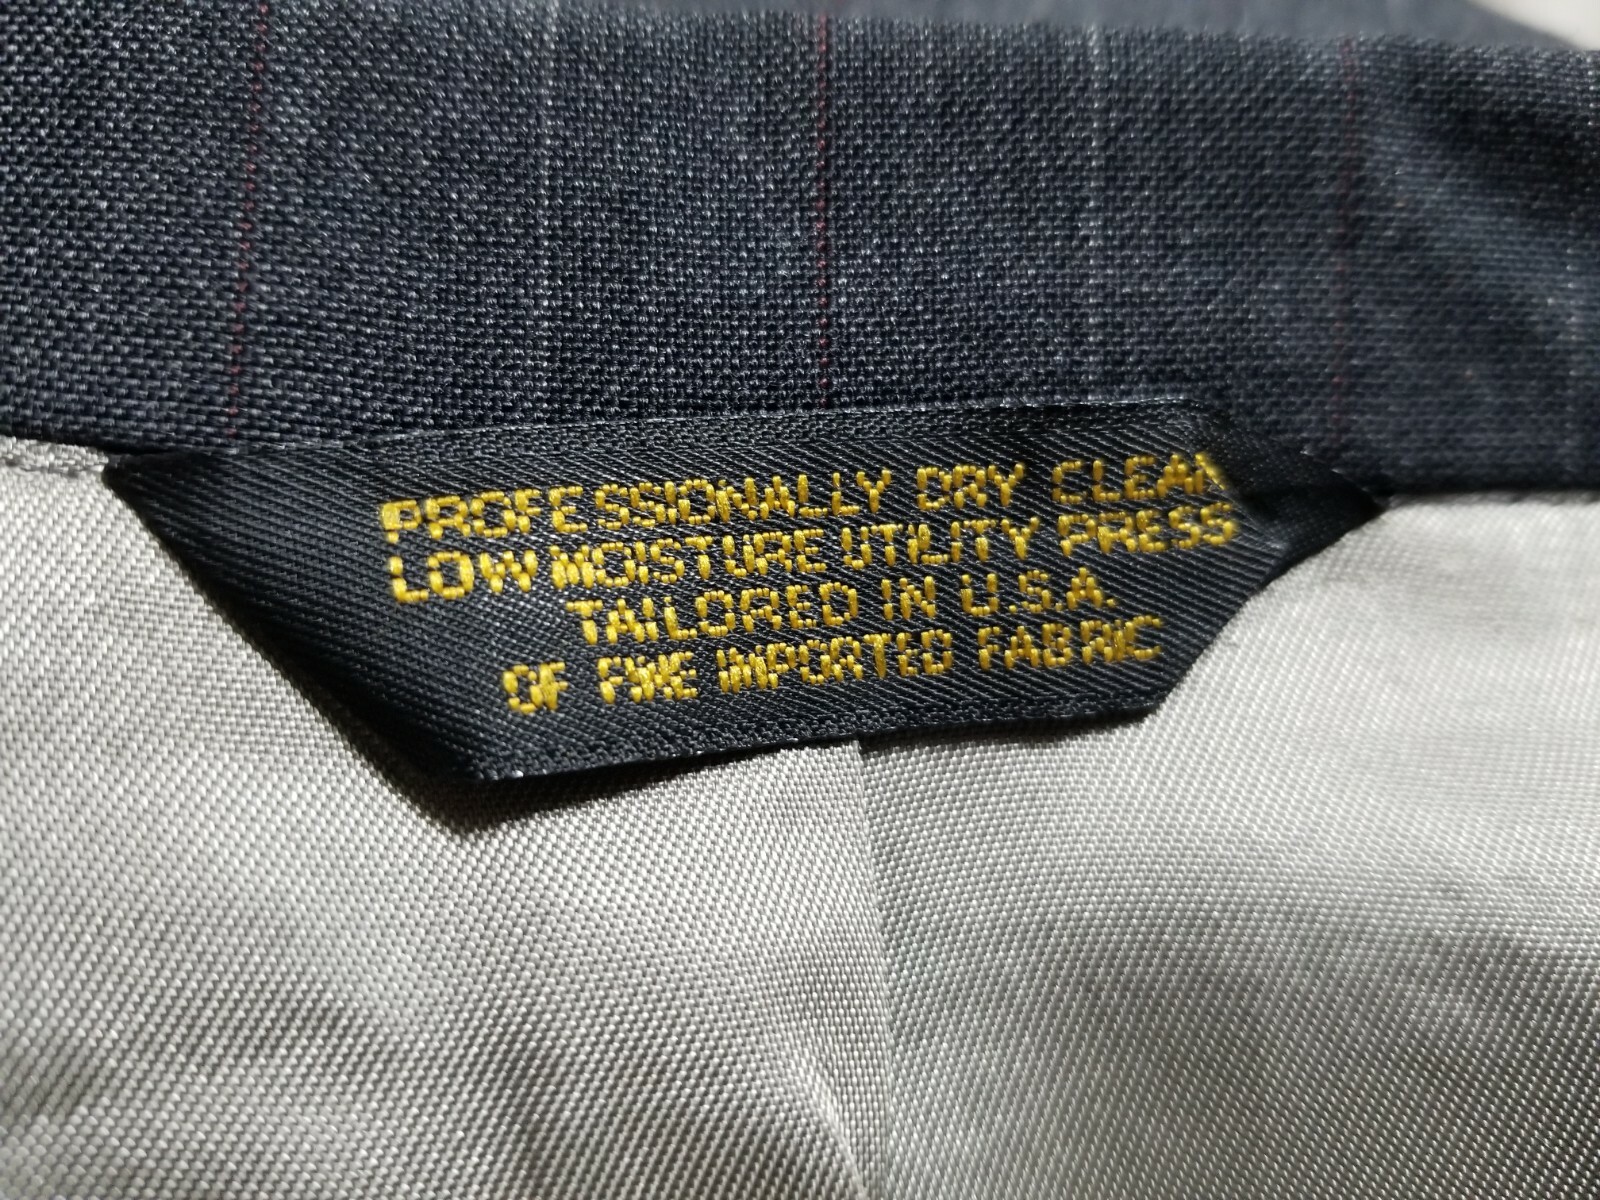 PROFESSIONALLY DRY CLEAN
LOW MOISTURE UTILITY PRESS
TAILORED IN U.S.A.
OF FINE IMPORTED FABRIC